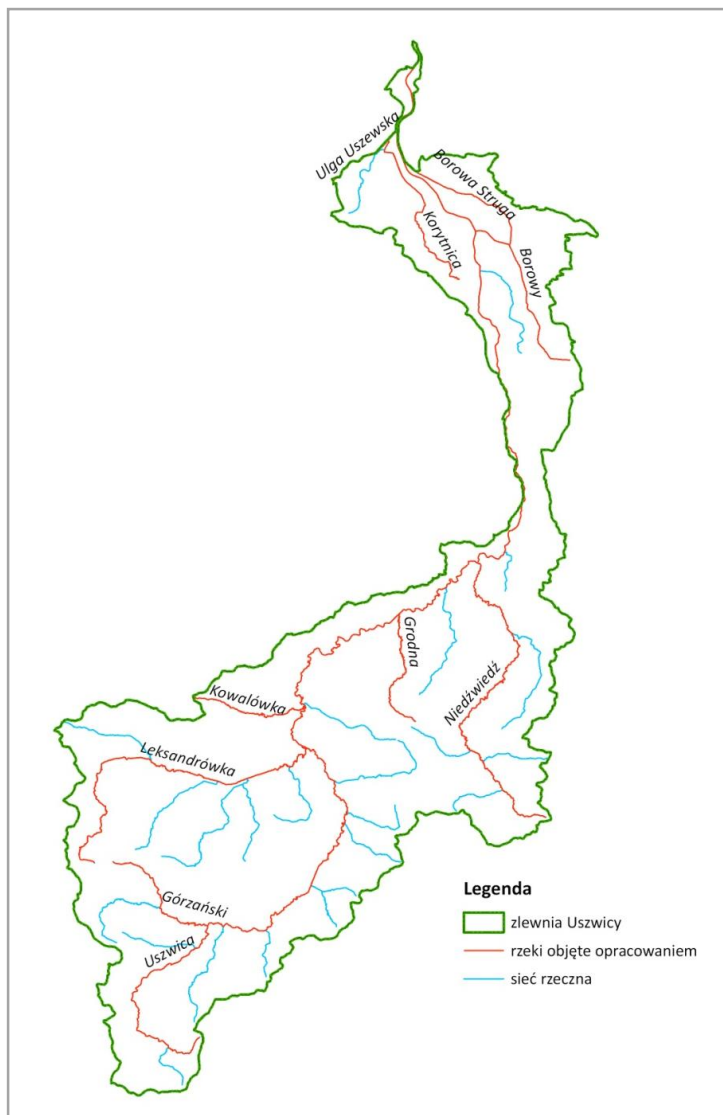 Ulga Uszewska
Borowa Struga
Korytnica
Borowy
Grodna
Niedźwiedź
Kowalówka
Leksandrówka
Górzański
Uszwica
Legenda
zlewnia Uszwicy
rzeki objęte opracowaniem
sieć rzeczna